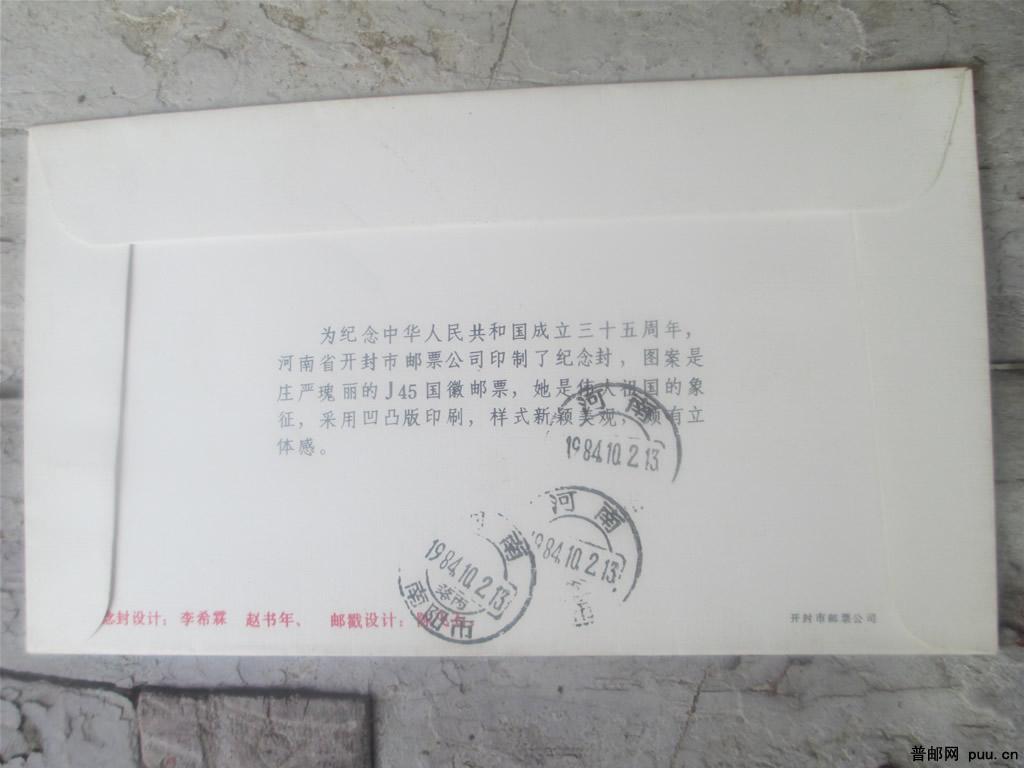 为纪念中华人民共和国成立三十五周年，
河南省开封市邮票公司印制了纪念封，图案是
庄严瑰丽的J45国徽邮票，她是伟人祖国的象
征，采用凹凸版印刷，样式新颖美观，颇有立
体感。
河南
1984.10.2.13
河南
1984.10.2.13
南
1984.10.2.13
南阳市
念封设计：李希霖 赵书年、 邮戳设计：
开封市邮票公司
普邮网 puu.cn